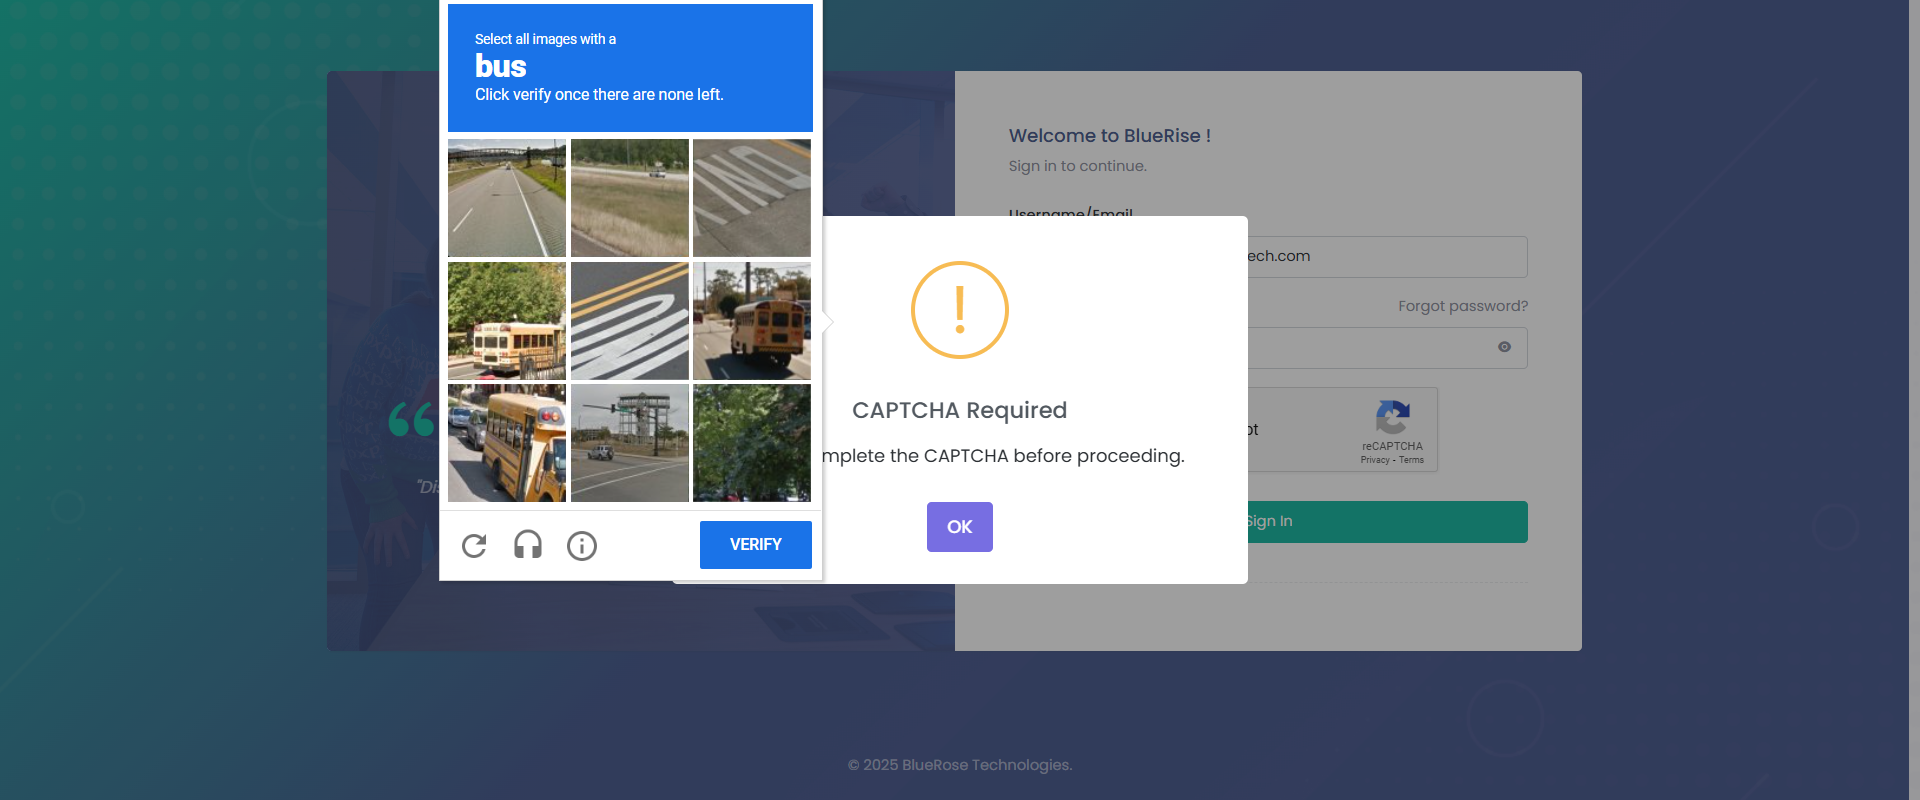 Select all images with a
bus
Click verify once there are none left.
VERIFY
Welcome to BlueRise !
Sign in to continue.
Username/Email
ech.com
Forgot password?
CAPTCHA Required
mplete the CAPTCHA before proceeding.
OK
reCAPTCHA
Privacy - Terms
Sign In
"Dis
© 2025 BlueRose Technologies.